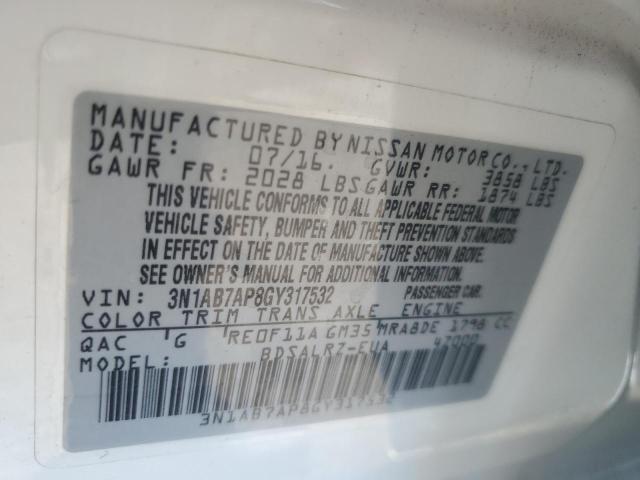 MANUFACTURED BY NISSAN MOTOR CO., LTD.
DATE: 07/16. GVWR: 3858 LBS
GAWR FR: 2028 LBS GAWR RR: 1874 LBS
THIS VEHICLE CONFORMS TO ALL APPLICABLE FEDERAL MOTOR
VEHICLE SAFETY, BUMPER AND THEFT PREVENTION STANDARDS
IN EFFECT ON THE DATE OF MANUFACTURE SHOWN ABOVE.
SEE OWNER'S MANUAL FOR ADDITIONAL INFORMATION.
VIN: 3N1AB7AP8GY317532 PASSENGER CAR.
COLOR TRIM TRANS AXLE ENGINE
QAC G RE0F11A GM35 MRA8DE 1798 CC
MODEL: BDSALRZ-EUA 47000
3N1AB7AP8GY317532